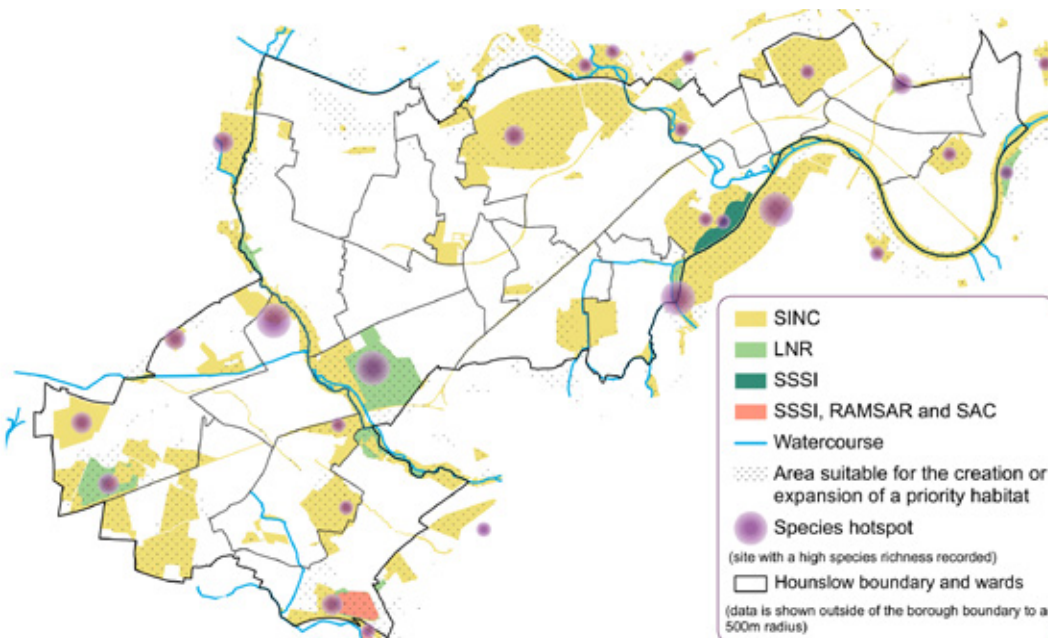 SINC
LNR
SSSI
SSSI, RAMSAR and SAC
Watercourse
Area suitable for the creation or
expansion of a priority habitat
Species hotspot
(site with a high species richness recorded)
Hounslow boundary and wards
(data is shown outside of the borough boundary to a
500m radius)